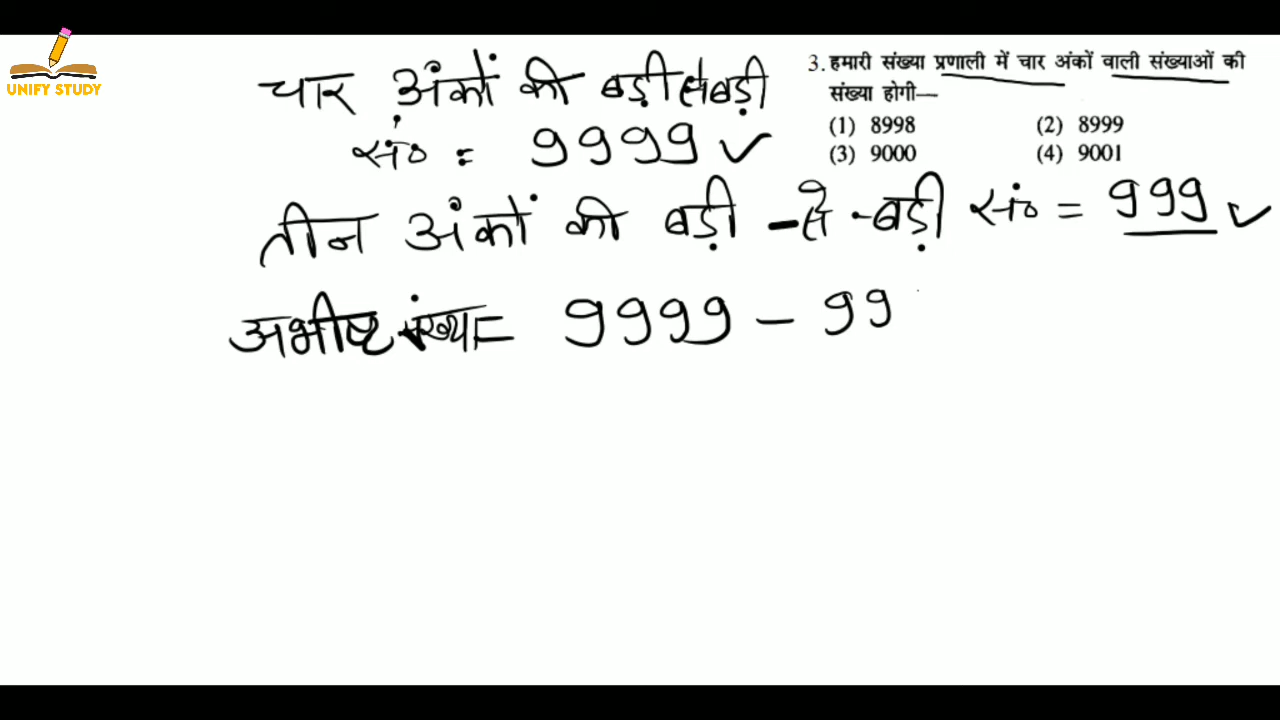 UNIFY STUDY
चार अंकों की बड़ी से बड़ी
सं० = 9999 ✓
तीन अंकों की बड़ी - से - बड़ी सं० = 999 ✓
अभीष्ट संख्या = 9999 - 99
3. हमारी संख्या प्रणाली में चार अंकों वाली संख्याओं की
संख्या होगी—
(1) 8998 (2) 8999
(3) 9000 (4) 9001